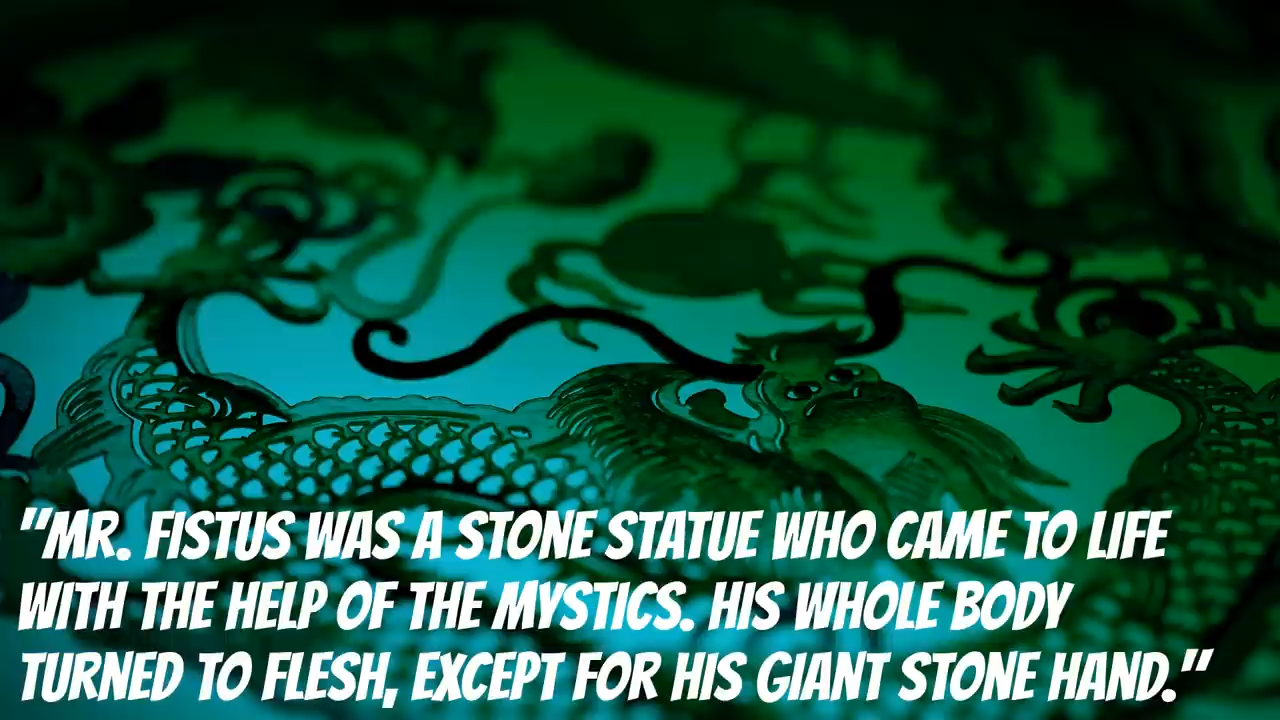 "MR. FISTUS WAS A STONE STATUE WHO CAME TO LIFE
WITH THE HELP OF THE MYSTICS. HIS WHOLE BODY
TURNED TO FLESH, EXCEPT FOR HIS GIANT STONE HAND."